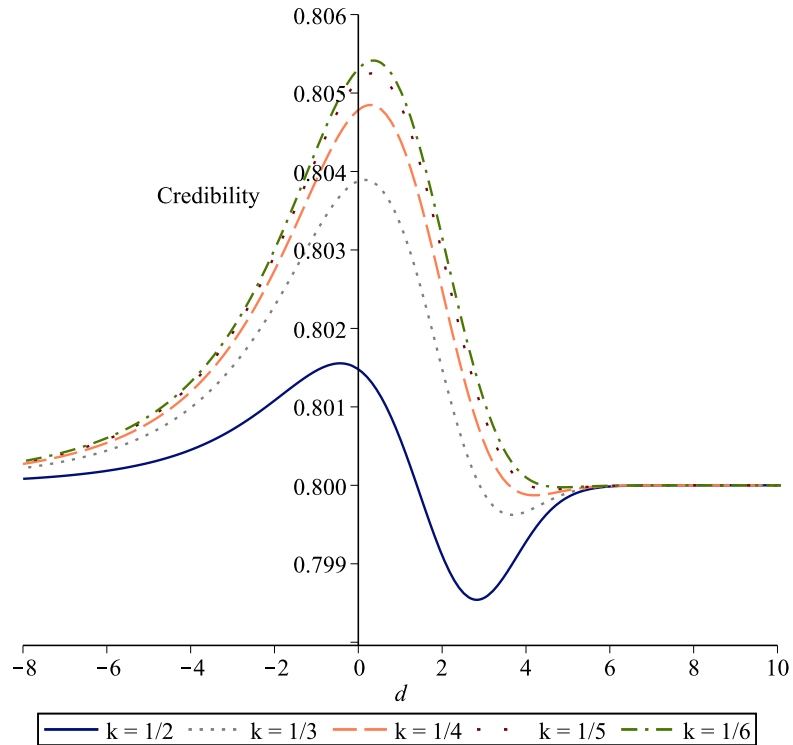 0.806
0.805
0.804
Credibility
0.803
0.802
0.801
0.800
0.799
−8 −6 −4 −2 0 2 4 6 8 10
d
k = 1/2 k = 1/3 k = 1/4 k = 1/5 k = 1/6